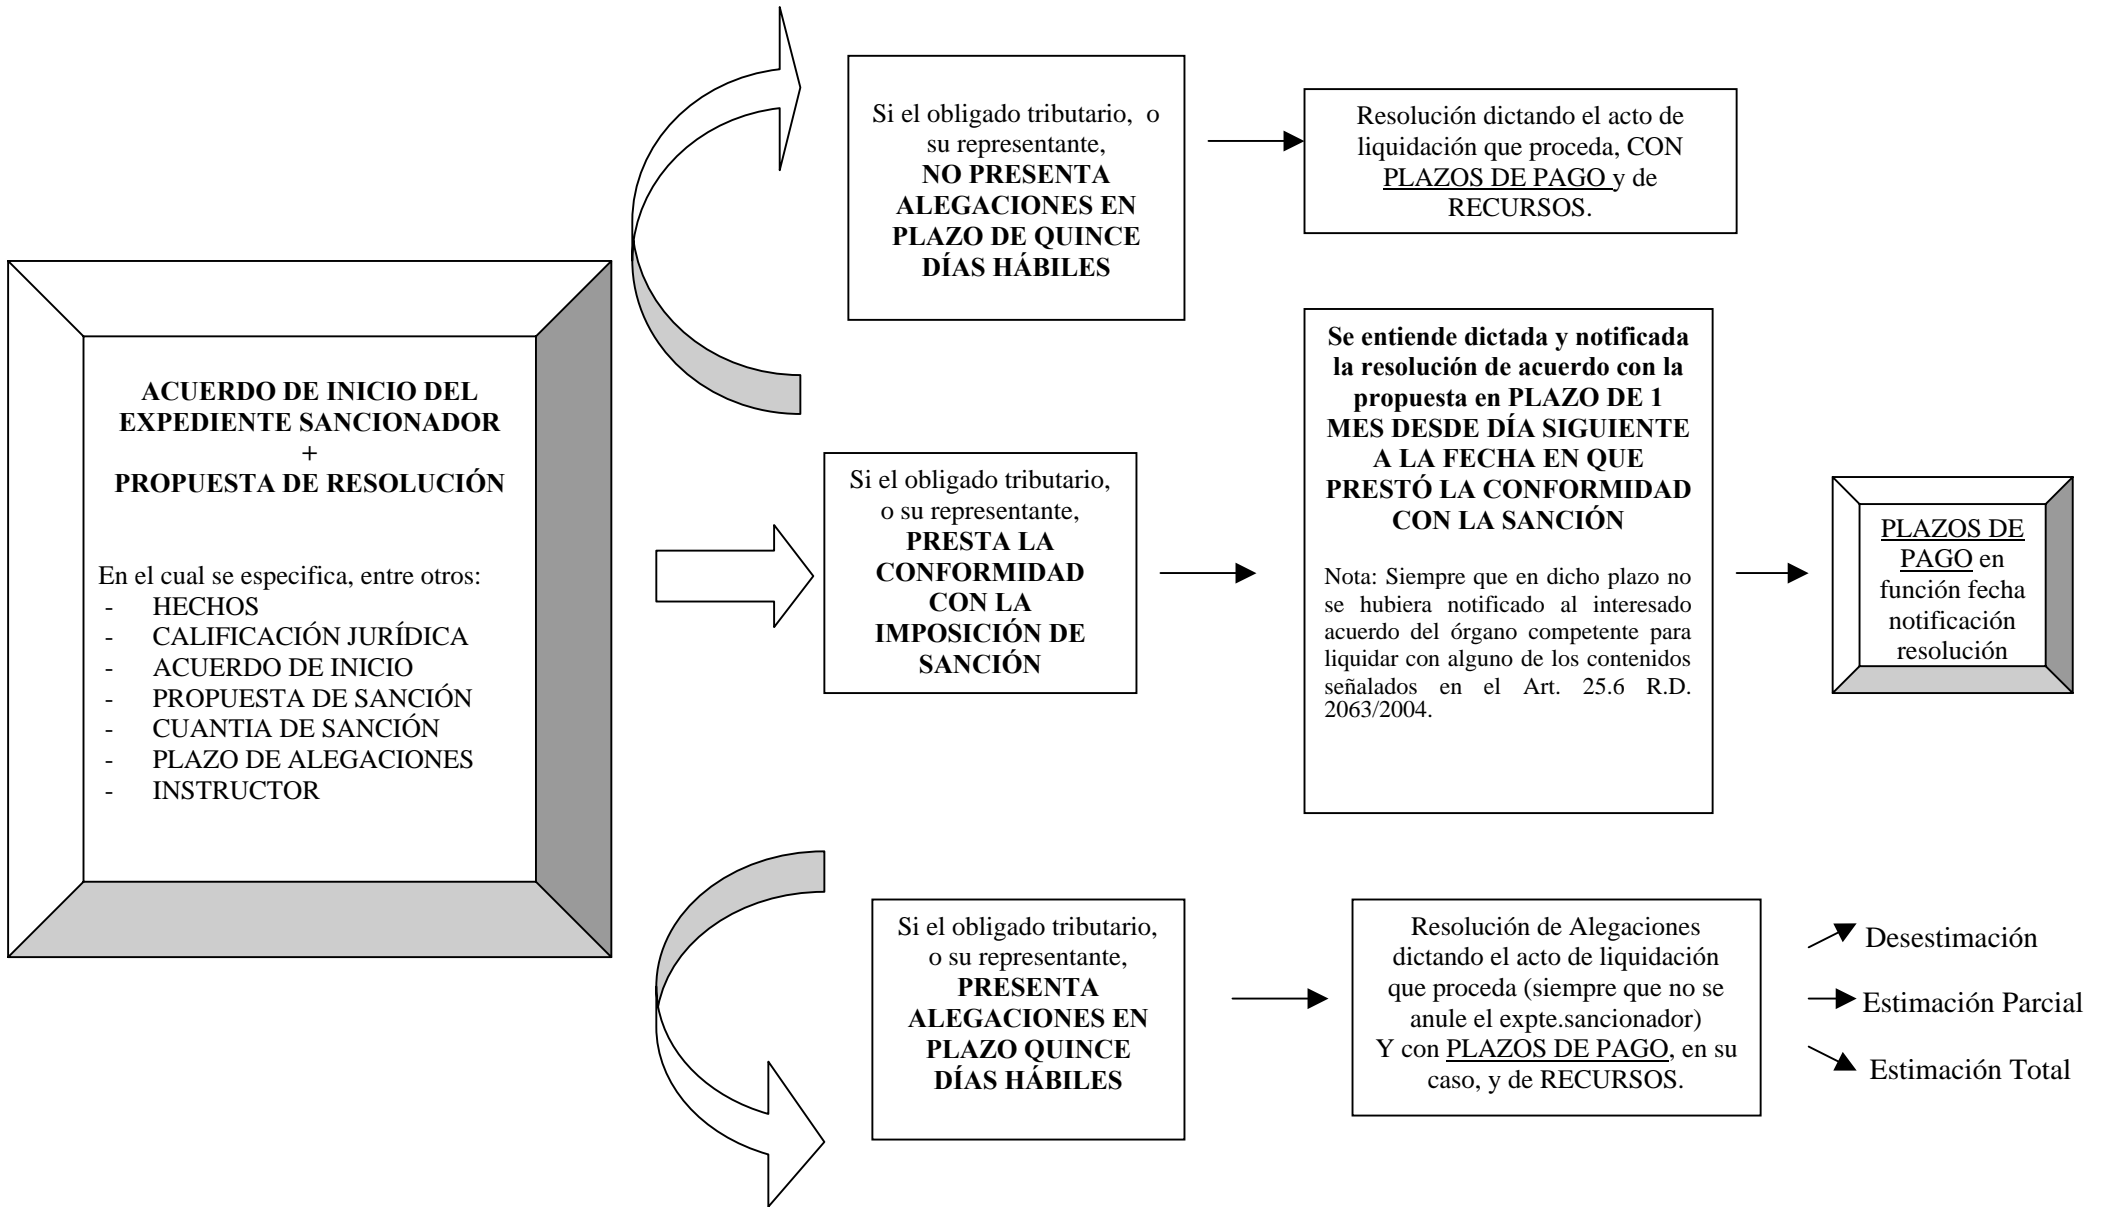 ACUERDO DE INICIO DEL
EXPEDIENTE SANCIONADOR
+
PROPUESTA DE RESOLUCIÓN
En el cual se especifica, entre otros:
- HECHOS
- CALIFICACIÓN JURÍDICA
- ACUERDO DE INICIO
- PROPUESTA DE SANCIÓN
- CUANTIA DE SANCIÓN
- PLAZO DE ALEGACIONES
- INSTRUCTOR
Si el obligado tributario, o
su representante,
NO PRESENTA
ALEGACIONES EN
PLAZO DE QUINCE
DÍAS HÁBILES
Resolución dictando el acto de
liquidación que proceda, CON
PLAZOS DE PAGO y de
RECURSOS.
Si el obligado tributario,
o su representante,
PRESTA LA
CONFORMIDAD
CON LA
IMPOSICIÓN DE
SANCIÓN
Se entiende dictada y notificada
la resolución de acuerdo con la
propuesta en PLAZO DE 1
MES DESDE DÍA SIGUIENTE
A LA FECHA EN QUE
PRESTÓ LA CONFORMIDAD
CON LA SANCIÓN
Nota: Siempre que en dicho plazo no
se hubiera notificado al interesado
acuerdo del órgano competente para
liquidar con alguno de los contenidos
señalados en el Art. 25.6 R.D.
2063/2004.
PLAZOS DE
PAGO en
función fecha
notificación
resolución
Si el obligado tributario,
o su representante,
PRESENTA
ALEGACIONES EN
PLAZO QUINCE
DÍAS HÁBILES
Resolución de Alegaciones
dictando el acto de liquidación
que proceda (siempre que no se
anule el expte.sancionador)
Y con PLAZOS DE PAGO, en su
caso, y de RECURSOS.
Desestimación
Estimación Parcial
Estimación Total